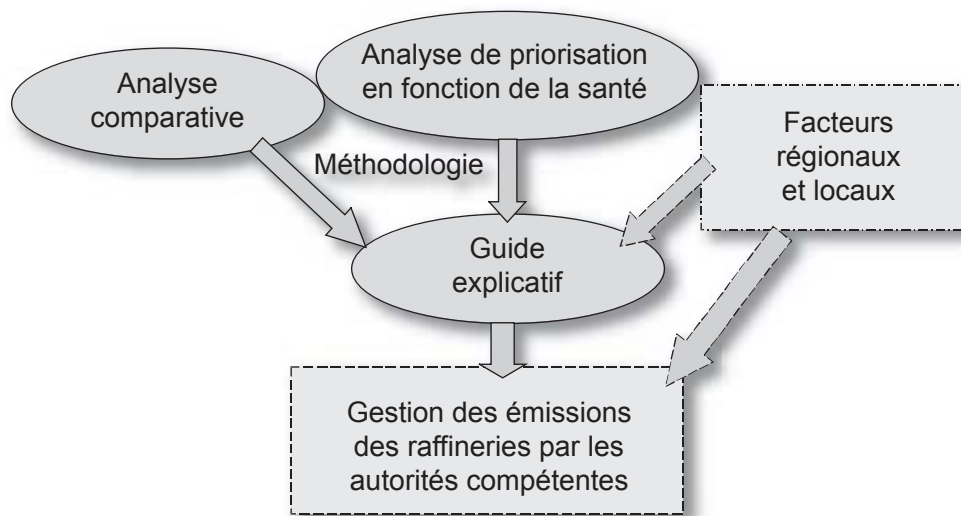 Analyse
comparative
Analyse de priorisation
en fonction de la santé
Facteurs
régionaux
et locaux
Méthodologie
Guide
explicatif
Gestion des émissions
des raffineries par les
autorités compétentes